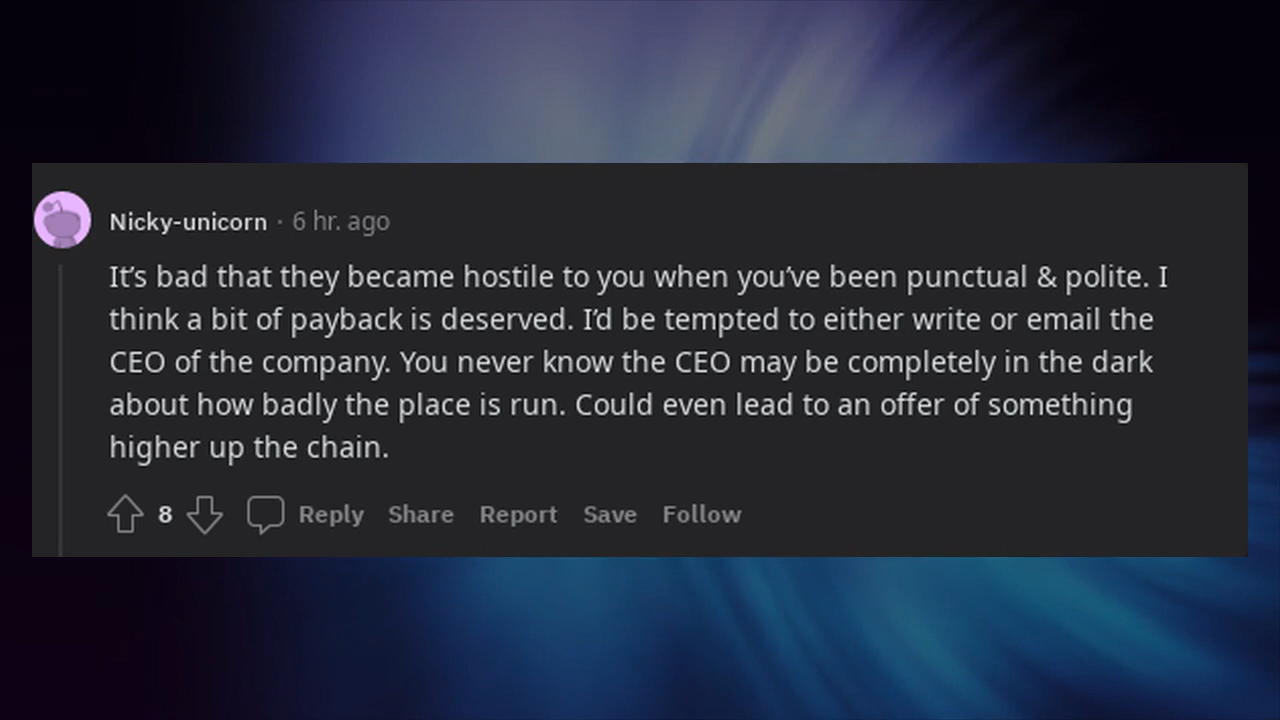 Nicky-unicorn · 6 hr. ago
It’s bad that they became hostile to you when you’ve been punctual & polite. I
think a bit of payback is deserved. I’d be tempted to either write or email the
CEO of the company. You never know the CEO may be completely in the dark
about how badly the place is run. Could even lead to an offer of something
higher up the chain.
8 Reply Share Report Save Follow